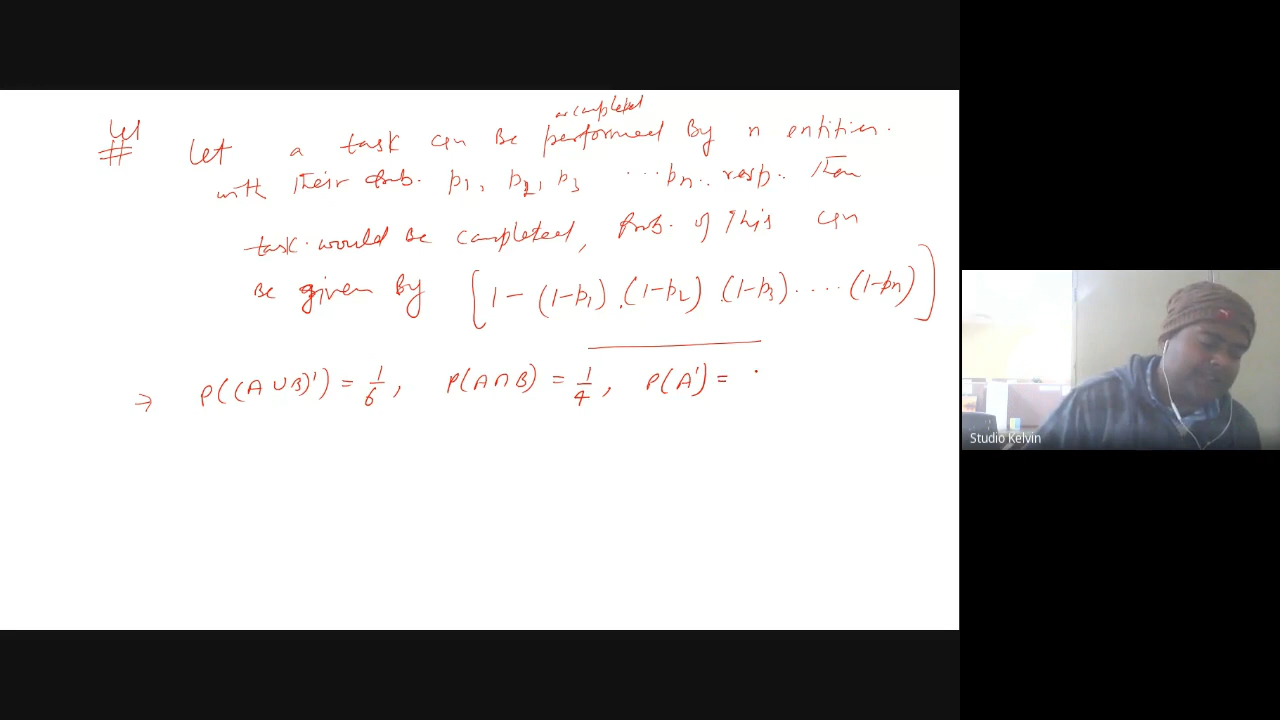 or completed
Let
# Let a task can be performed By n entities.
with their prob. p1, p2, p3 ... pn.. resp.. then
task. would be completed, Prob. of this can
be given By [1 - (1-p1).(1-p2).(1-p3).....(1-pn)]
→ P((A∪B)') = 1/6, P(A∩B) = 1/4, P(A') =
Studio Kelvin